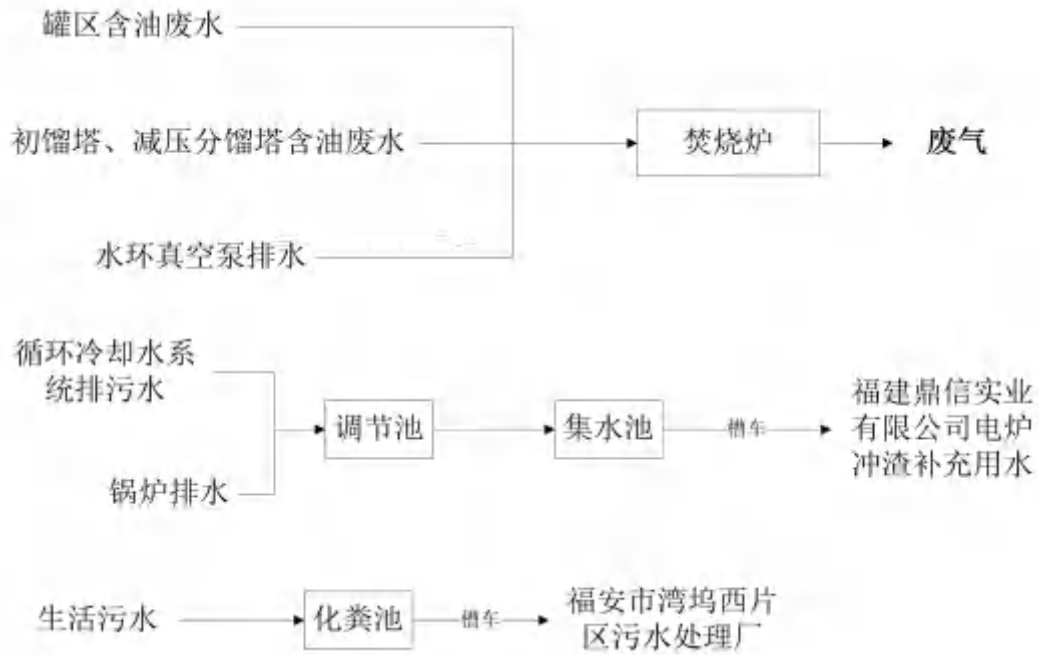 罐区含油废水
初馏塔、减压分馏塔含油废水
焚烧炉
废气
水环真空泵排水
循环冷却水系
统排污水
锅炉排水
调节池
集水池
槽车
福建鼎信实业
有限公司电炉
冲渣补充用水
生活污水
化粪池
槽车
福安市湾坞西片
区污水处理厂